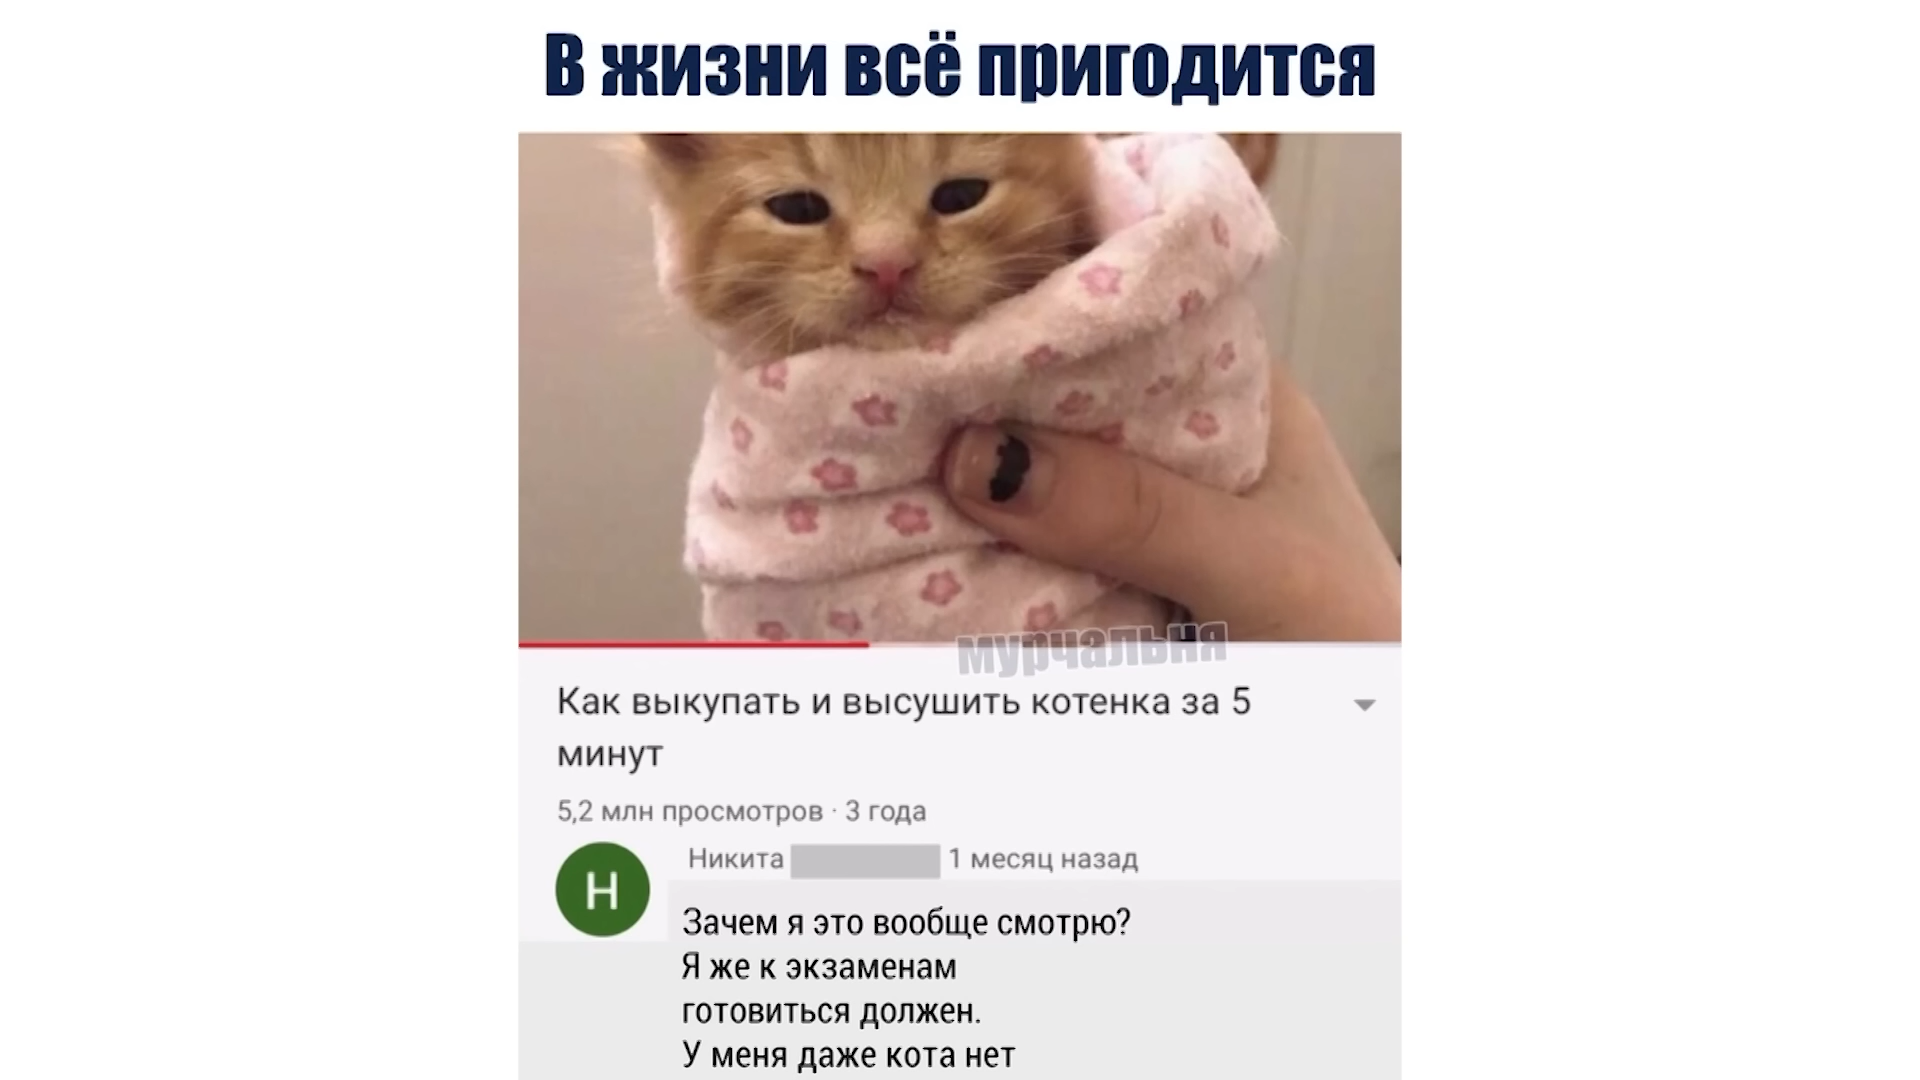 В жизни всё пригодится
мурчальня
Как выкупать и высушить котенка за 5
минут
5,2 млн просмотров · 3 года
Никита 1 месяц назад
Н
Зачем я это вообще смотрю?
Я же к экзаменам
готовиться должен.
У меня даже кота нет